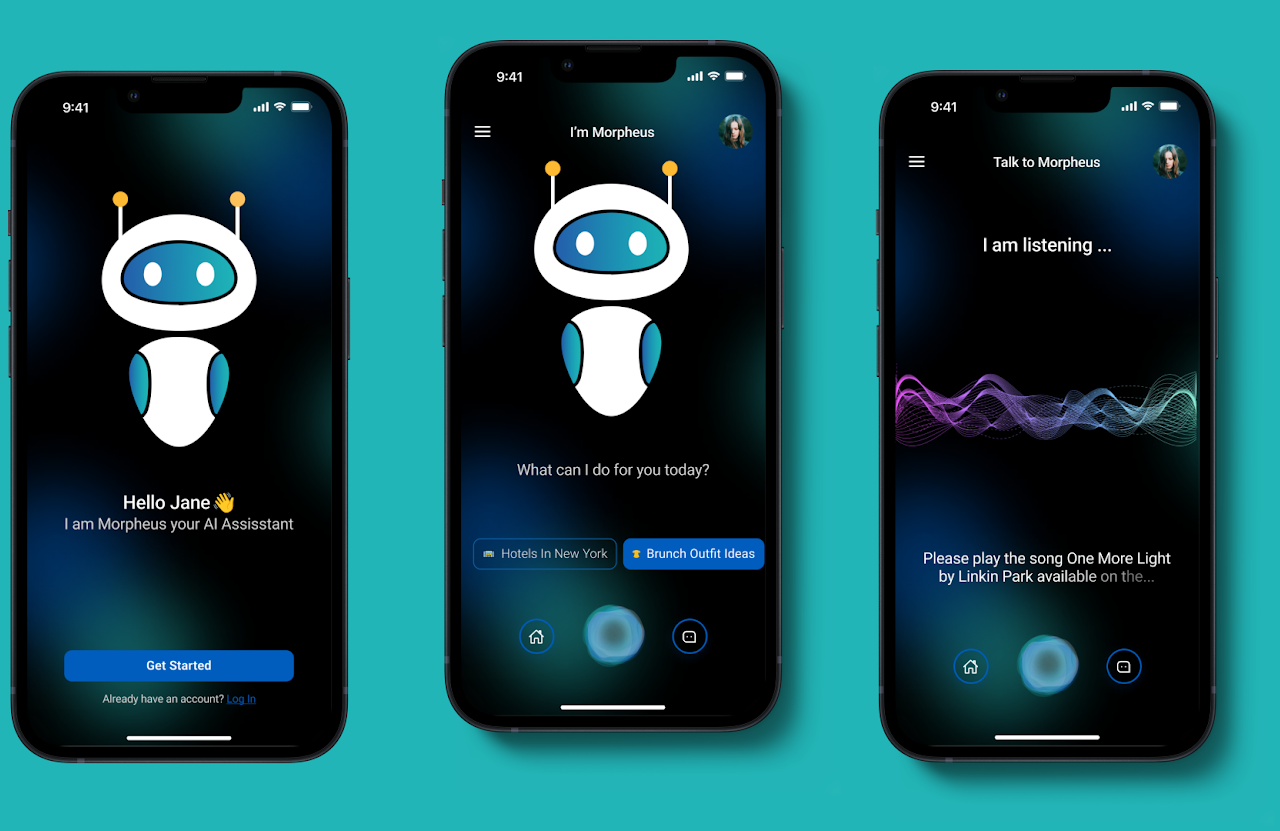 9:41
Hello Jane👋
I am Morpheus your AI Assisstant
Get Started
Already have an account? Log In
9:41
I'm Morpheus
What can I do for you today?
Hotels In New York
Brunch Outfit Ideas
9:41
Talk to Morpheus
I am listening ...
Please play the song One More Light
by Linkin Park available on the...